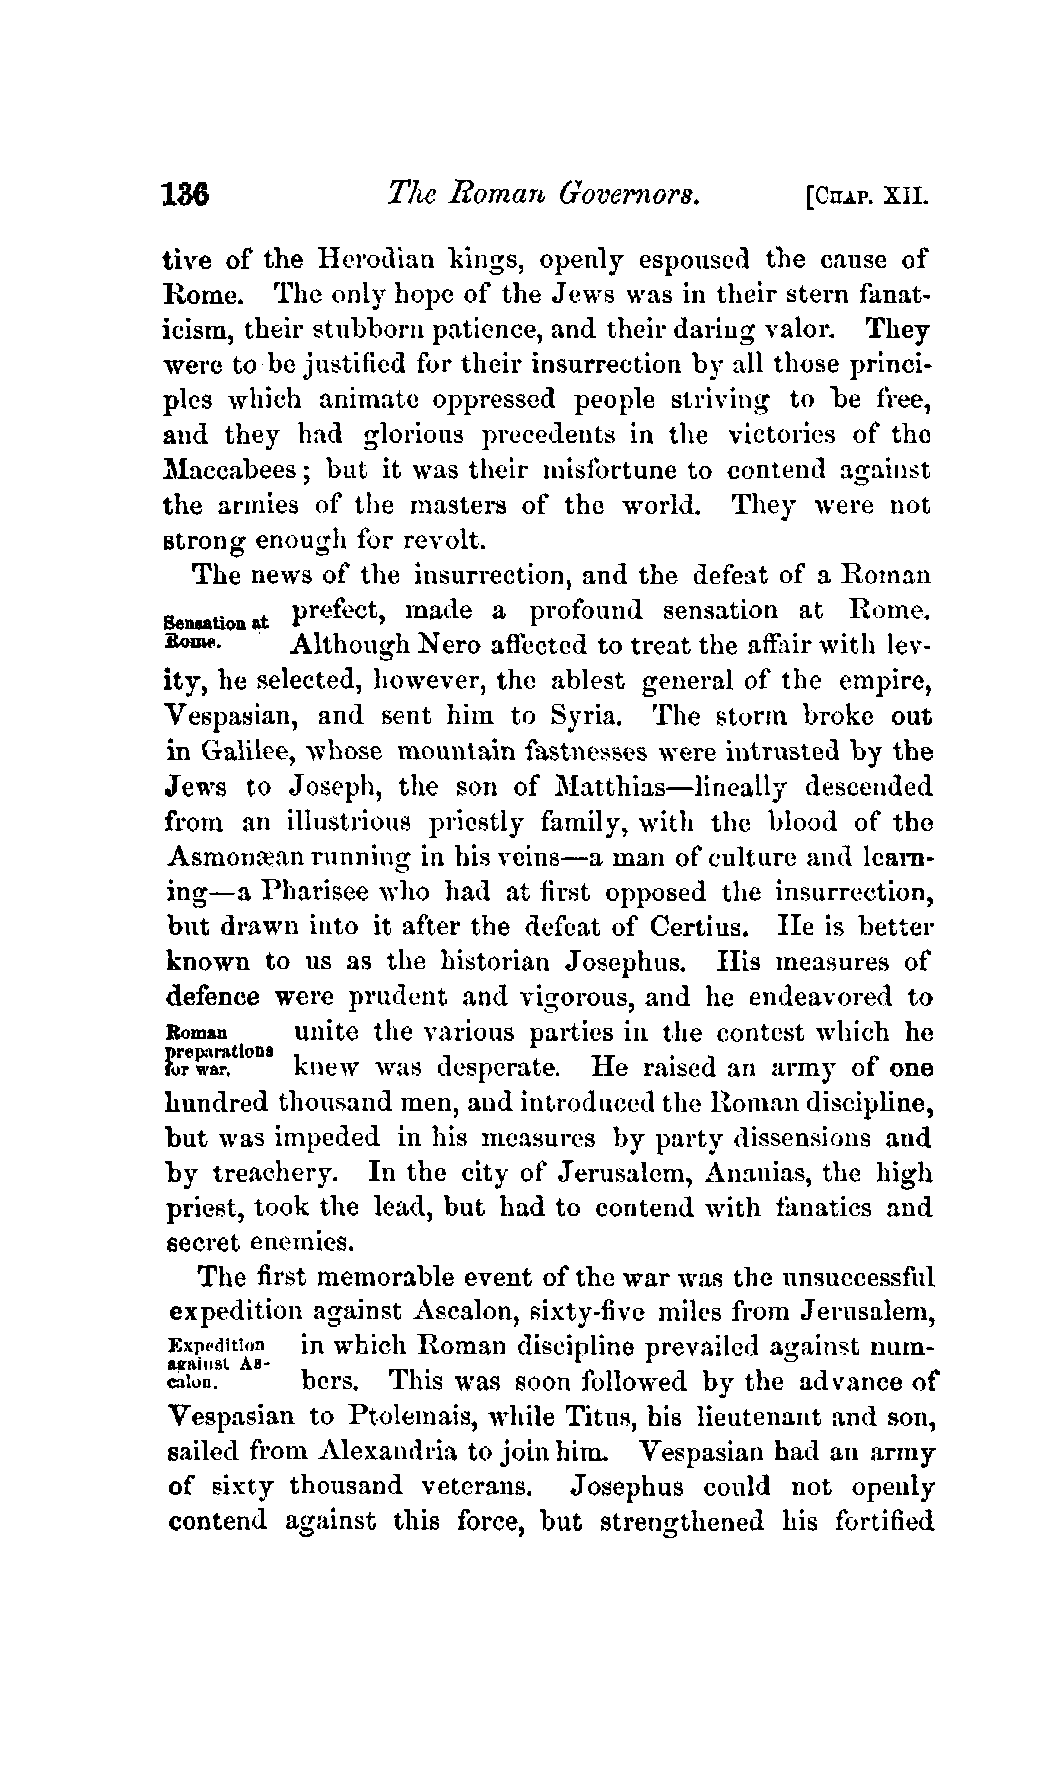 136 The Roman Governors. [CHAP. XII.
tive of the Herodian kings, openly espoused the cause of
Rome. The only hope of the Jews was in their stern fanat-
icism, their stubborn patience, and their daring valor. They
were to be justified for their insurrection by all those princi-
ples which animate oppressed people striving to be free,
and they had glorious precedents in the victories of the
Maccabees; but it was their misfortune to contend against
the armies of the masters of the world. They were not
strong enough for revolt.
The news of the insurrection, and the defeat of a Roman
Sensation at
Rome.
prefect, made a profound sensation at Rome.
Although Nero affected to treat the affair with lev-
ity, he selected, however, the ablest general of the empire,
Vespasian, and sent him to Syria. The storm broke out
in Galilee, whose mountain fastnesses were intrusted by the
Jews to Joseph, the son of Matthias—lineally descended
from an illustrious priestly family, with the blood of the
Asmonæan running in his veins—a man of culture and learn-
ing—a Pharisee who had at first opposed the insurrection,
but drawn into it after the defeat of Certius. He is better
known to us as the historian Josephus. His measures of
defence were prudent and vigorous, and he endeavored to
Roman
preparations
for war.
unite the various parties in the contest which he
knew was desperate. He raised an army of one
hundred thousand men, and introduced the Roman discipline,
but was impeded in his measures by party dissensions and
by treachery. In the city of Jerusalem, Ananias, the high
priest, took the lead, but had to contend with fanatics and
secret enemies.
The first memorable event of the war was the unsuccessful
expedition against Ascalon, sixty-five miles from Jerusalem,
Expedition
against As-
calon.
in which Roman discipline prevailed against num-
bers. This was soon followed by the advance of
Vespasian to Ptolemais, while Titus, his lieutenant and son,
sailed from Alexandria to join him. Vespasian had an army
of sixty thousand veterans. Josephus could not openly
contend against this force, but strengthened his fortified